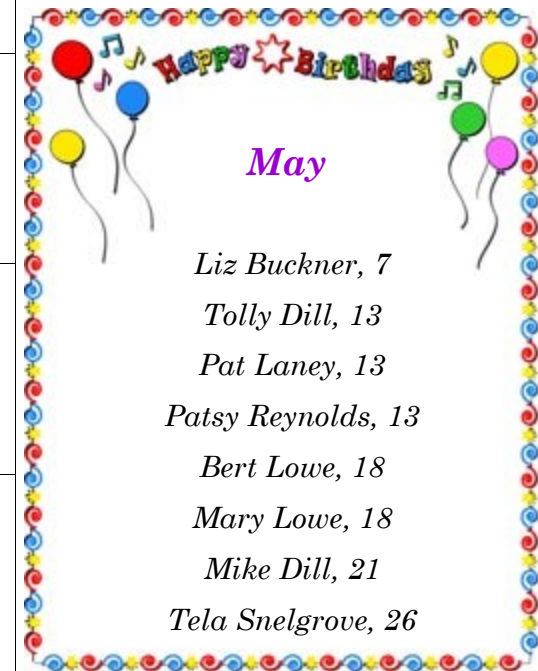 Happy Birthday
May
Liz Buckner, 7
Tolly Dill, 13
Pat Laney, 13
Patsy Reynolds, 13
Bert Lowe, 18
Mary Lowe, 18
Mike Dill, 21
Tela Snelgrove, 26